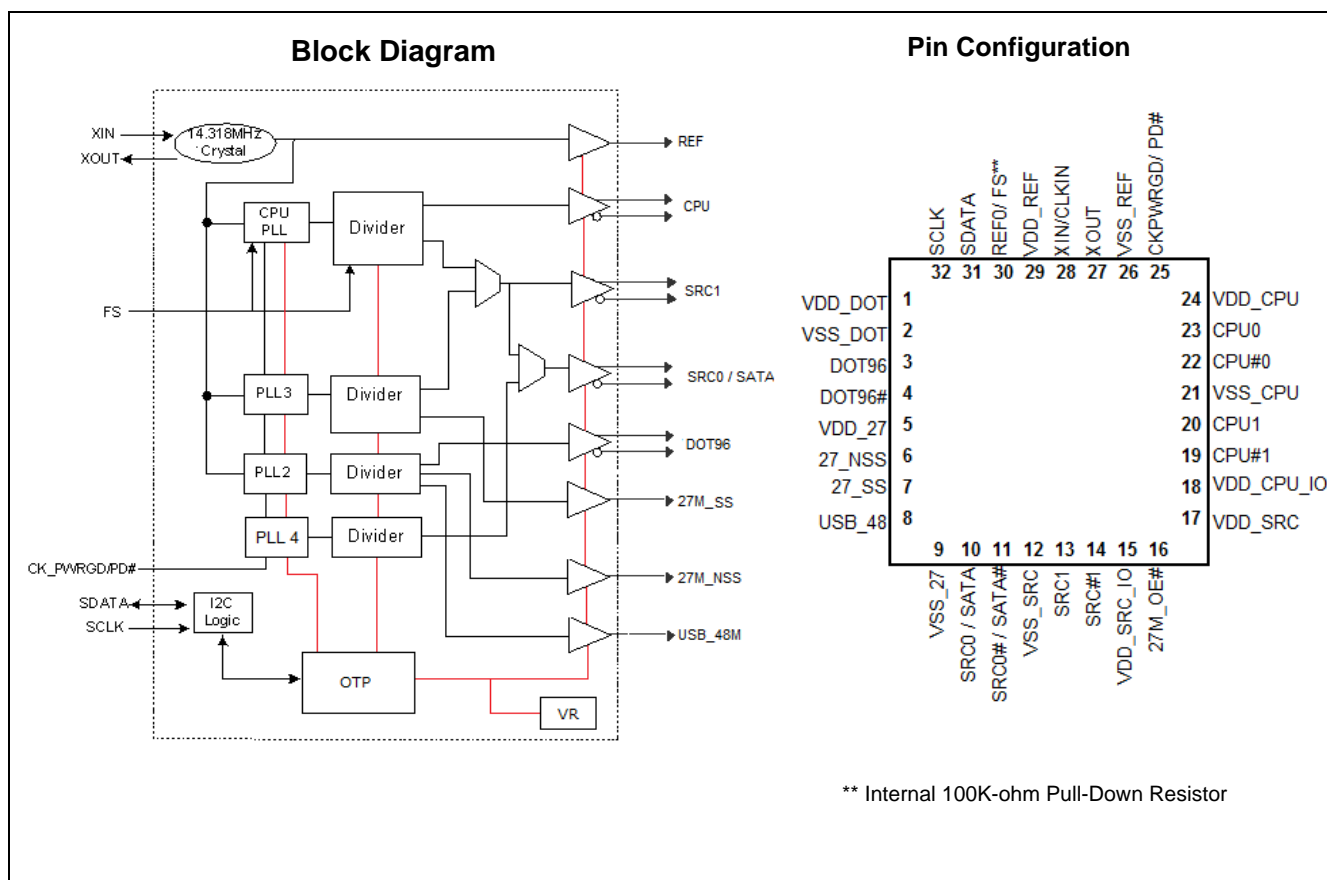 Block Diagram
XIN
XOUT
14.318MHz
Crystal
REF
CPU
PLL
Divider
CPU
SRC1
FS
SRC0 / SATA
PLL3
Divider
DOT96
PLL2
Divider
27M_SS
PLL 4
Divider
CK_PWRGD/PD#
27M_NSS
SDATA
SCLK
I2C
Logic
USB_48M
OTP
VR
Pin Configuration
SCLK
SDATA
REF0/ FS**
VDD_REF
XIN/CLKIN
XOUT
VSS_REF
CKPWRGD/ PD#
32 31 30 29 28 27 26 25
VDD_DOT 1
VSS_DOT 2
DOT96 3
DOT96# 4
VDD_27 5
27_NSS 6
27_SS 7
USB_48 8
24 VDD_CPU
23 CPU0
22 CPU#0
21 VSS_CPU
20 CPU1
19 CPU#1
18 VDD_CPU_IO
17 VDD_SRC
9 10 11 12 13 14 15 16
VSS_27
SRC0 / SATA
SRC0# / SATA#
VSS_SRC
SRC1
SRC#1
VDD_SRC_IO
27M_OE#
** Internal 100K-ohm Pull-Down Resistor